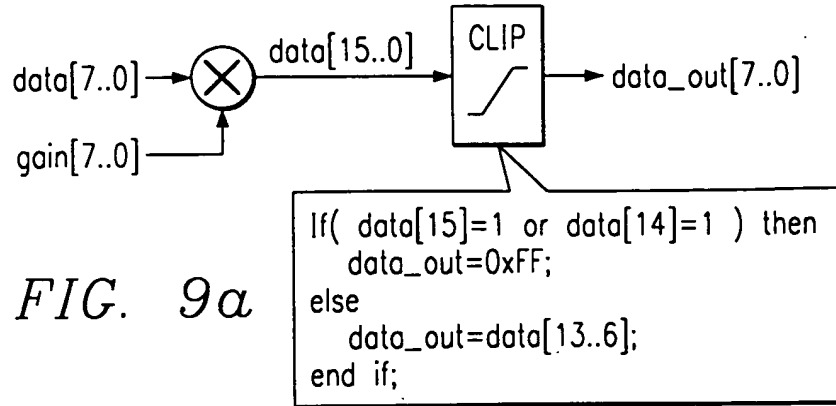 data[15..0]
CLIP
data[7..0]
data_out[7..0]
gain[7..0]
If( data[15]=1 or data[14]=1 ) then
data_out=0xFF;
else
data_out=data[13..6];
end if;
FIG. 9a